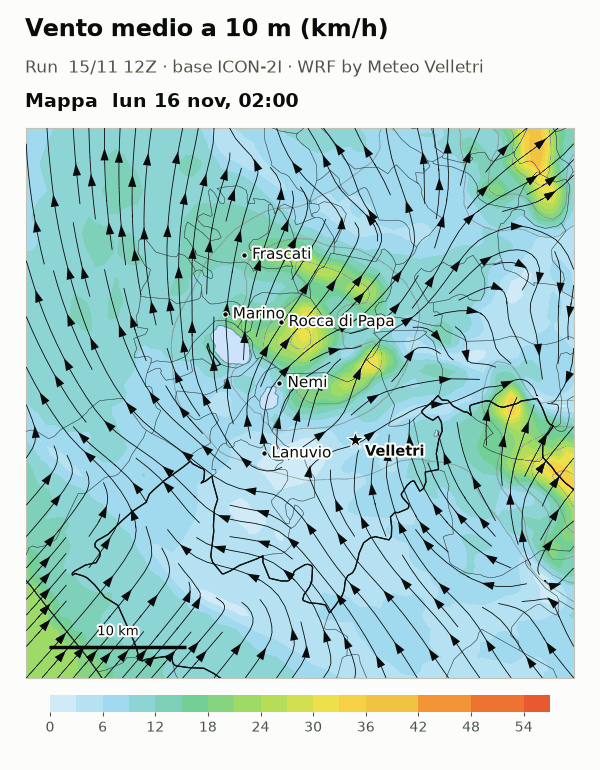 Vento medio a 10 m (km/h)
Run 15/11 12Z · base ICON-2I · WRF by Meteo Velletri
Mappa lun 16 nov, 02:00
Frascati
Marino
Rocca di Papa
Nemi
Velletri
Lanuvio
10 km
0 6 12 18 24 30 36 42 48 54